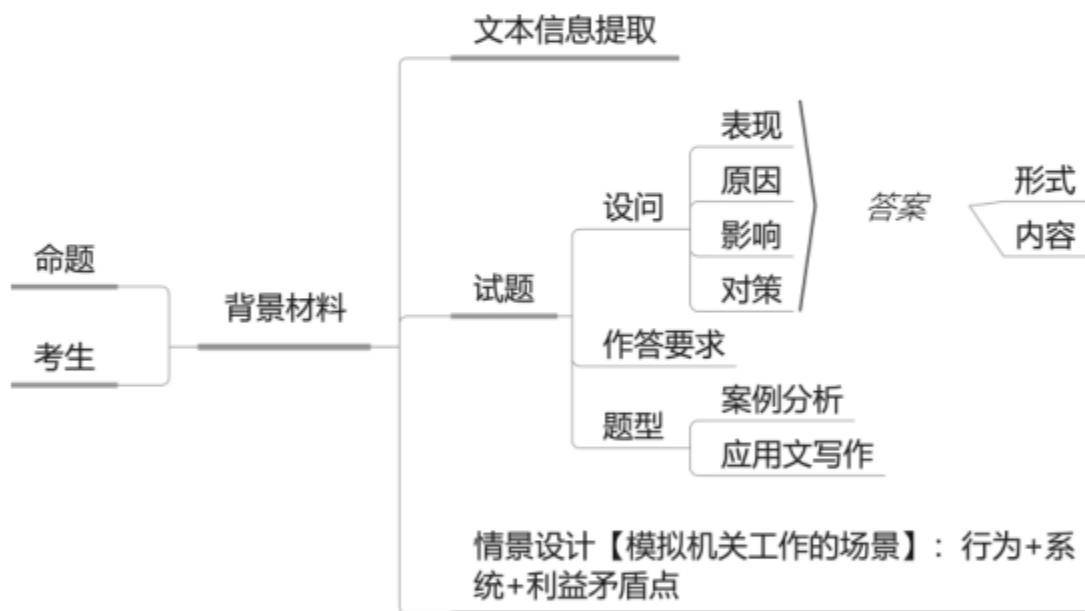 文本信息提取
表现
原因
设问
影响
对策
答案
形式
内容
命题
考生
背景材料
试题
作答要求
案例分析
题型
应用文写作
情景设计【模拟机关工作的场景】：行为+系
统+利益矛盾点